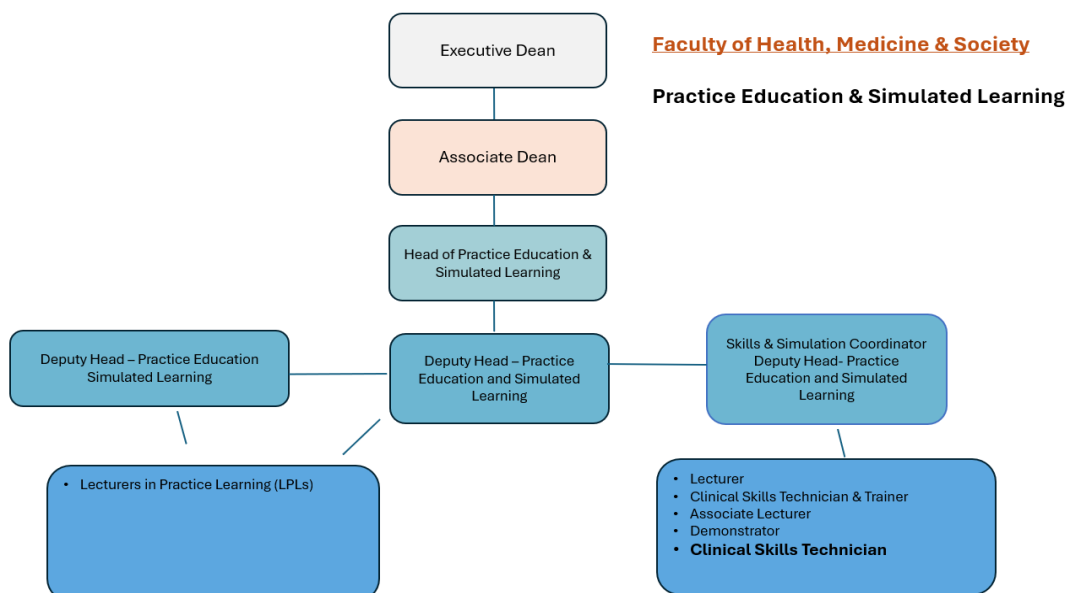 Executive Dean
Faculty of Health, Medicine & Society
Practice Education & Simulated Learning
Associate Dean
Head of Practice Education &
Simulated Learning
Deputy Head – Practice Education
Simulated Learning
Deputy Head – Practice
Education and Simulated
Learning
Skills & Simulation Coordinator
Deputy Head- Practice
Education and Simulated
Learning
• Lecturers in Practice Learning (LPLs)
• Lecturer
• Clinical Skills Technician & Trainer
• Associate Lecturer
• Demonstrator
• Clinical Skills Technician